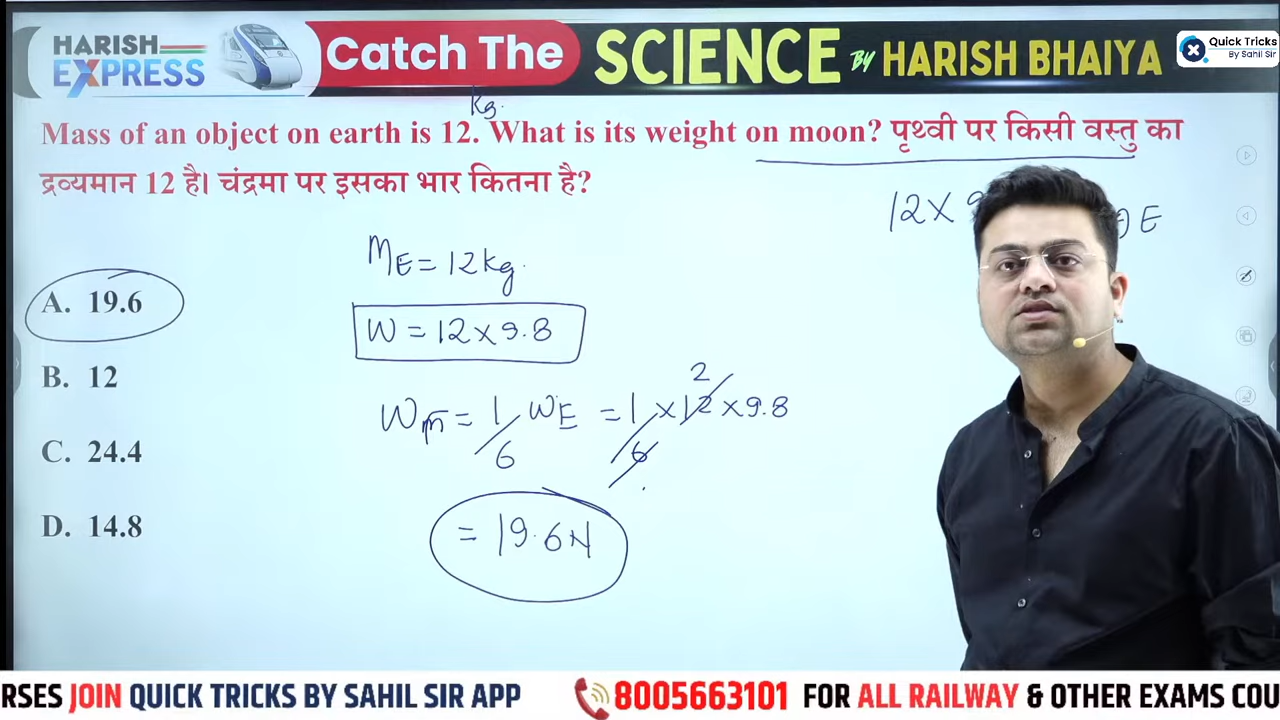 HARISH
EXPRESS
Catch The
SCIENCE BY HARISH BHAIYA
Quick Tricks
By Sahil Sir
Kg.
Mass of an object on earth is 12. What is its weight on moon? पृथ्वी पर किसी वस्तु का
द्रव्यमान 12 है। चंद्रमा पर इसका भार कितना है?
12 X
E
A. 19.6
B. 12
C. 24.4
D. 14.8
ME = 12kg.
W = 12 x 9.8
Wm = 1/6 WE = 1/6 x 12 x 9.8
2
= 19.6N
RSES JOIN QUICK TRICKS BY SAHIL SIR APP
8005663101 FOR ALL RAILWAY & OTHER EXAMS COU